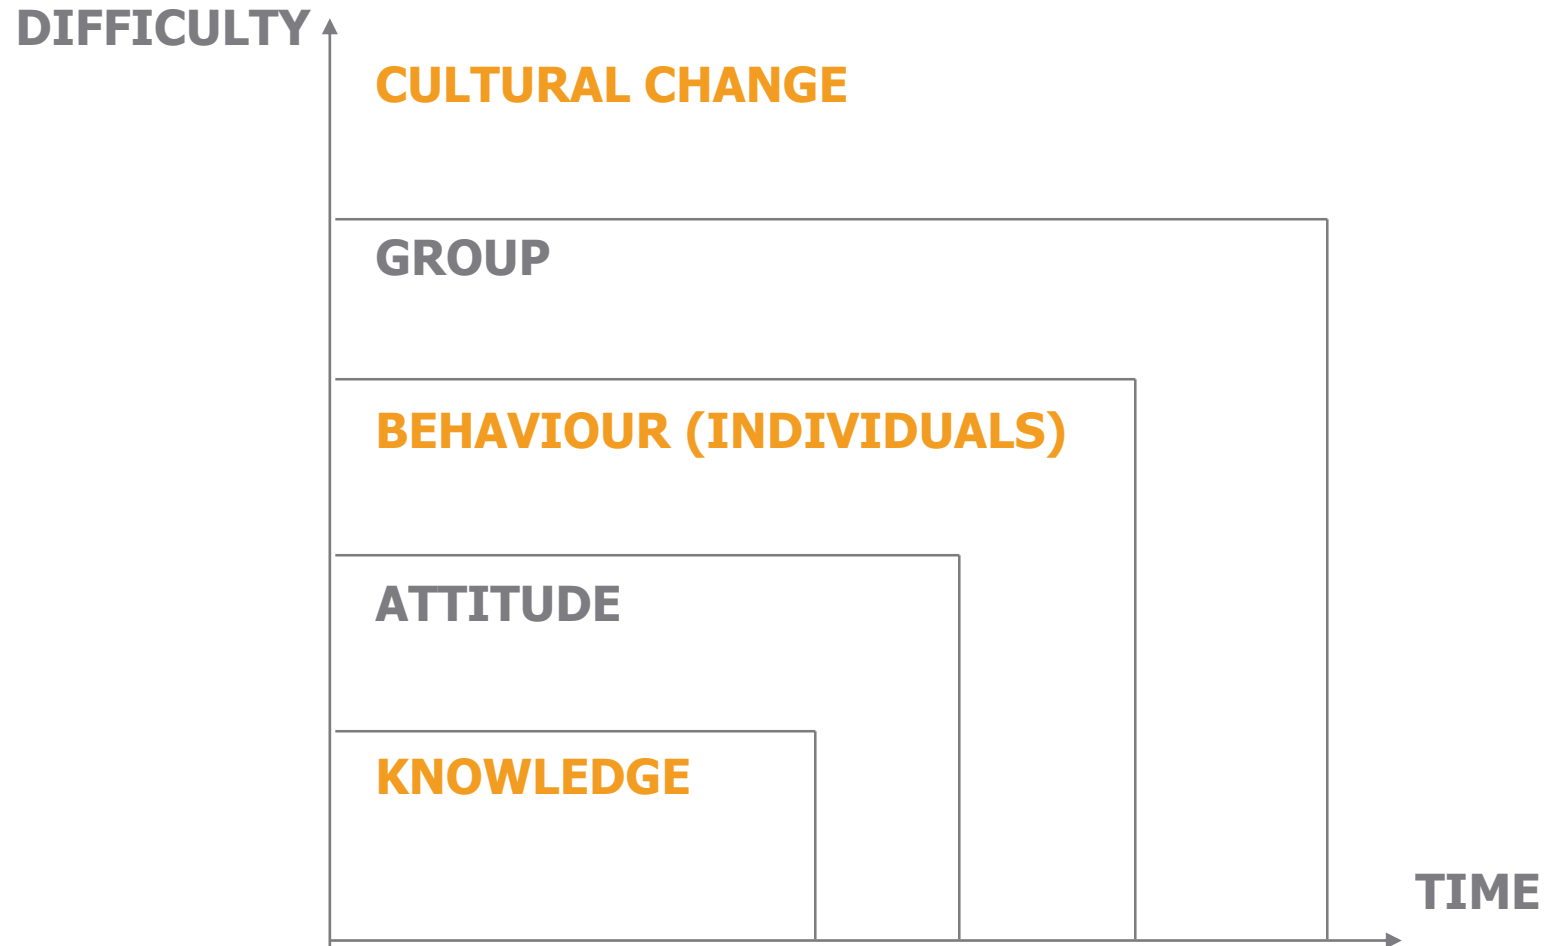 DIFFICULTY
CULTURAL CHANGE
GROUP
BEHAVIOUR (INDIVIDUALS)
ATTITUDE
KNOWLEDGE
TIME